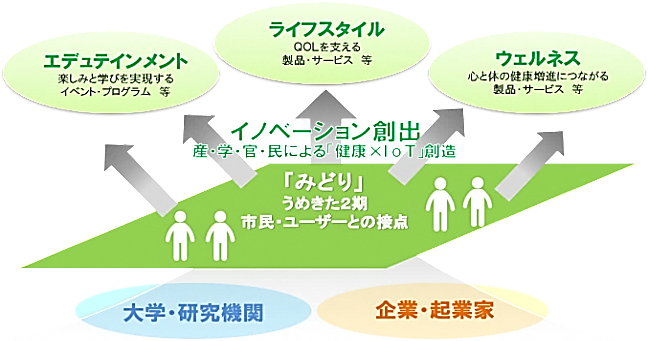 ライフスタイル
QOLを支える
製品・サービス 等
エデュテインメント
楽しみと学びを実現する
イベント・プログラム 等
ウェルネス
心と体の健康増進につながる
製品・サービス 等
イノベーション創出
産・学・官・民による「健康×IoT」創造
「みどり」
うめきた2期
市民・ユーザーとの接点
大学・研究機関
企業・起業家